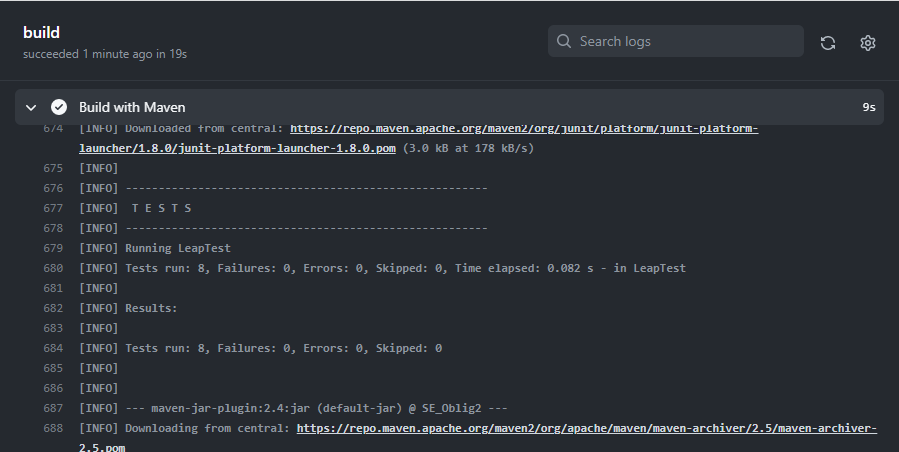 build
succeeded 1 minute ago in 19s
Search logs
Build with Maven
9s
674 [INFO] Downloaded from central: https://repo.maven.apache.org/maven2/org/junit/platform/junit-platform-
launcher/1.8.0/junit-platform-launcher-1.8.0.pom (3.0 kB at 178 kB/s)
675 [INFO]
676 [INFO] -------------------------------------------------------
677 [INFO]  T E S T S
678 [INFO] -------------------------------------------------------
679 [INFO] Running LeapTest
680 [INFO] Tests run: 8, Failures: 0, Errors: 0, Skipped: 0, Time elapsed: 0.082 s - in LeapTest
681 [INFO]
682 [INFO] Results:
683 [INFO]
684 [INFO] Tests run: 8, Failures: 0, Errors: 0, Skipped: 0
685 [INFO]
686 [INFO]
687 [INFO] --- maven-jar-plugin:2.4:jar (default-jar) @ SE_Oblig2 ---
688 [INFO] Downloading from central: https://repo.maven.apache.org/maven2/org/apache/maven/maven-archiver/2.5/maven-archiver-
2.5.pom